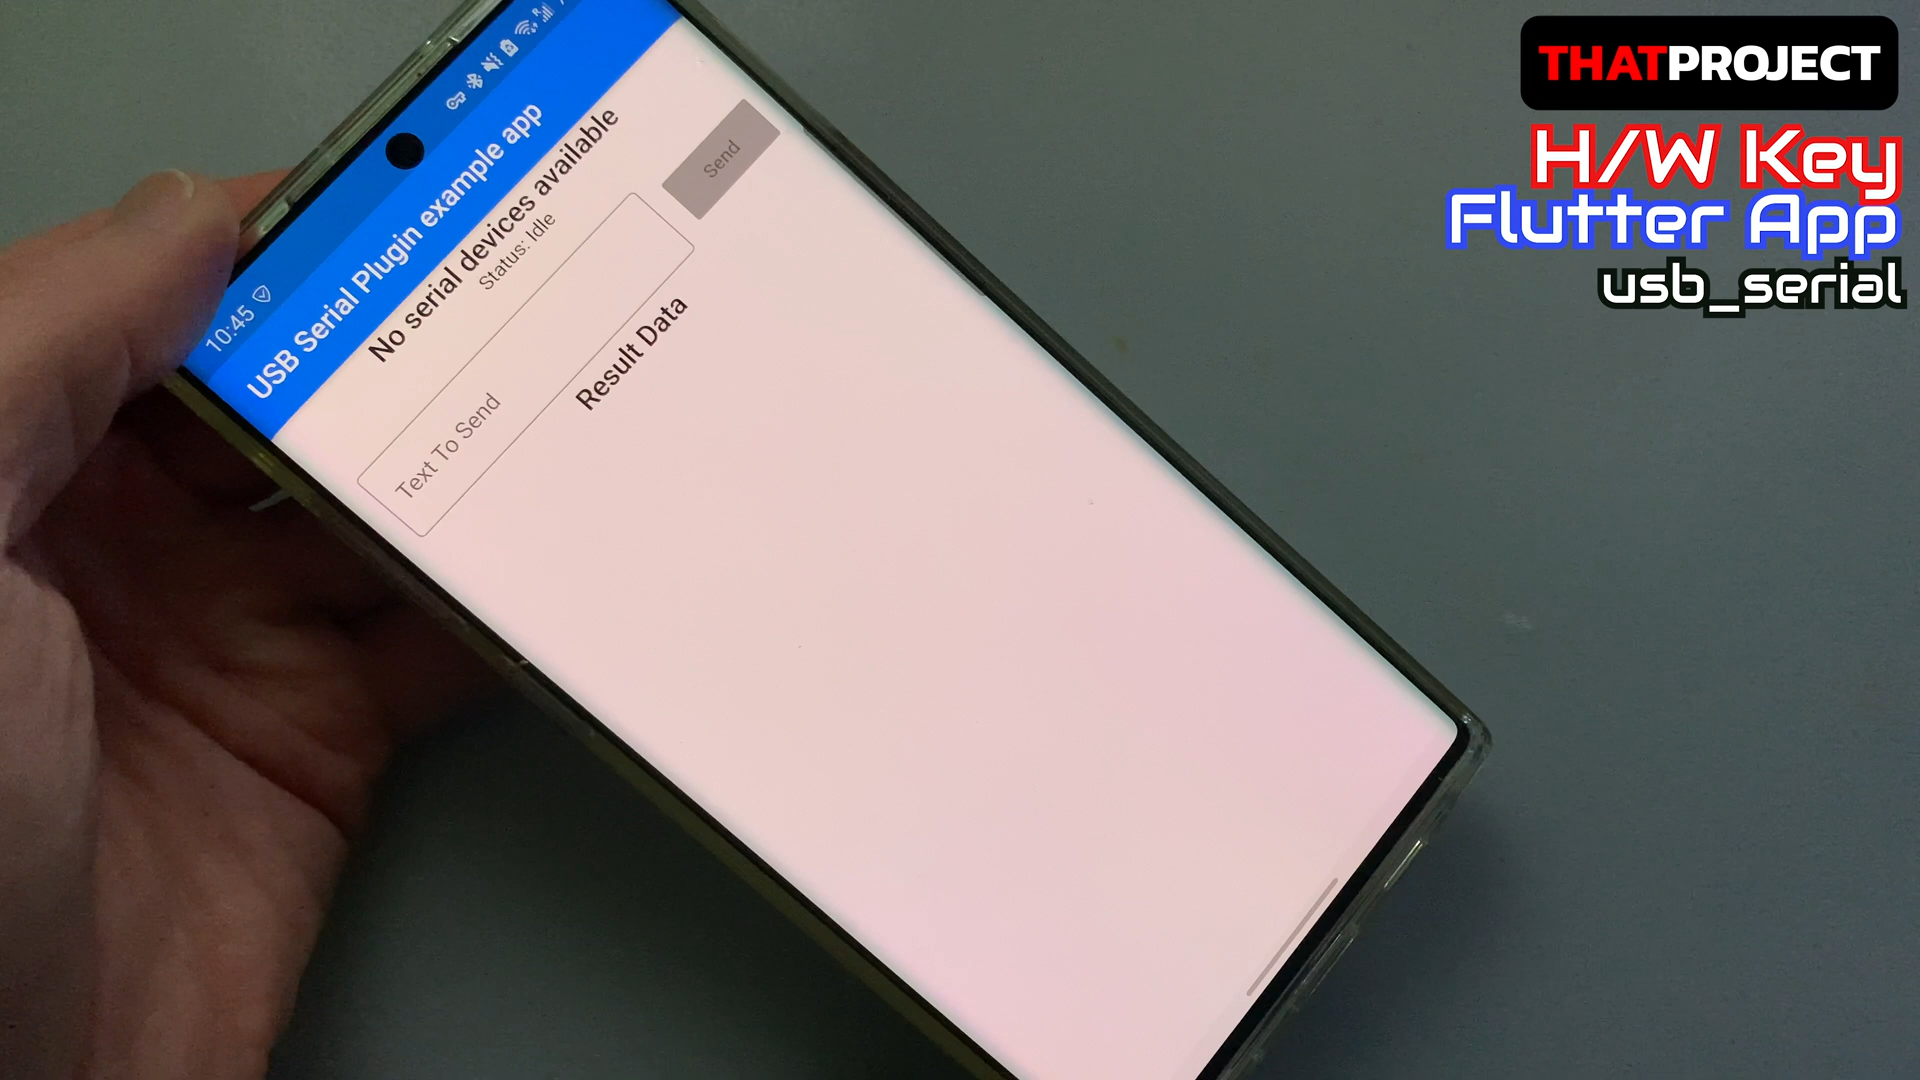 THATPROJECT
H/W Key
Flutter App
usb_serial
10:45
USB Serial Plugin example app
No serial devices available
Status: Idle
Text To Send
Send
Result Data